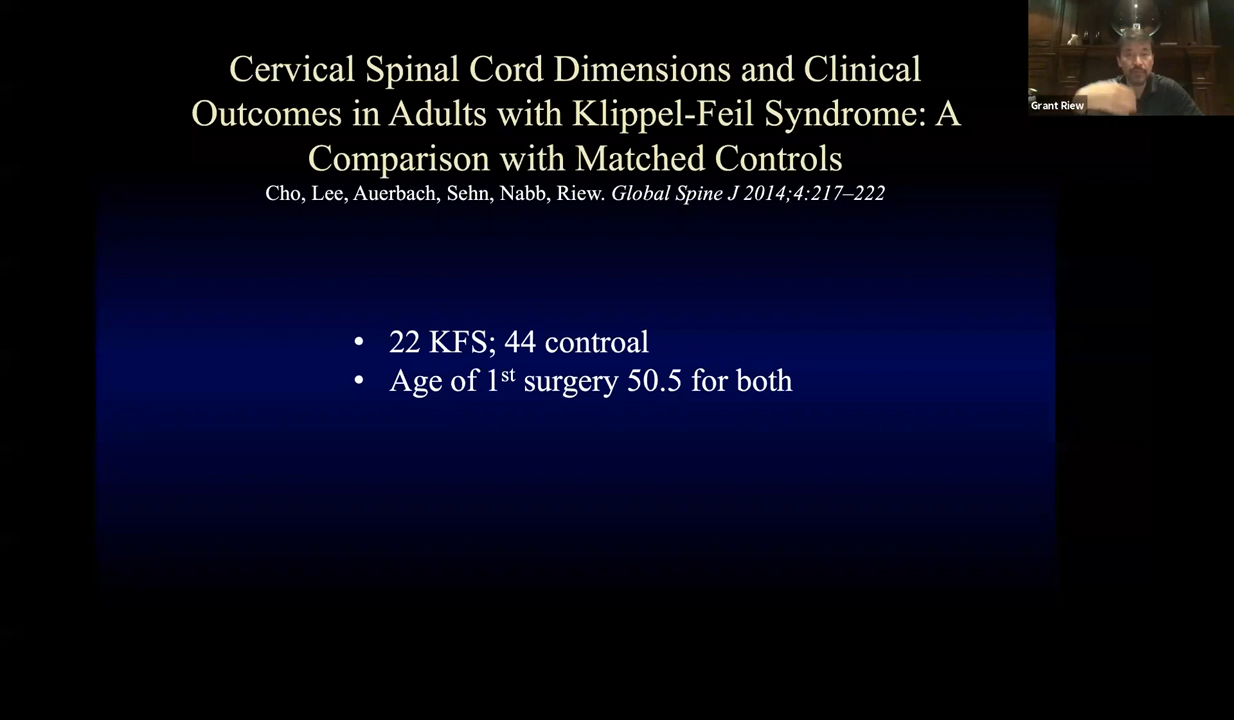 Cervical Spinal Cord Dimensions and Clinical
Outcomes in Adults with Klippel-Feil Syndrome: A
Comparison with Matched Controls
Cho, Lee, Auerbach, Sehn, Nabb, Riew. Global Spine J 2014;4:217–222
• 22 KFS; 44 controal
• Age of 1st surgery 50.5 for both
Grant Riew